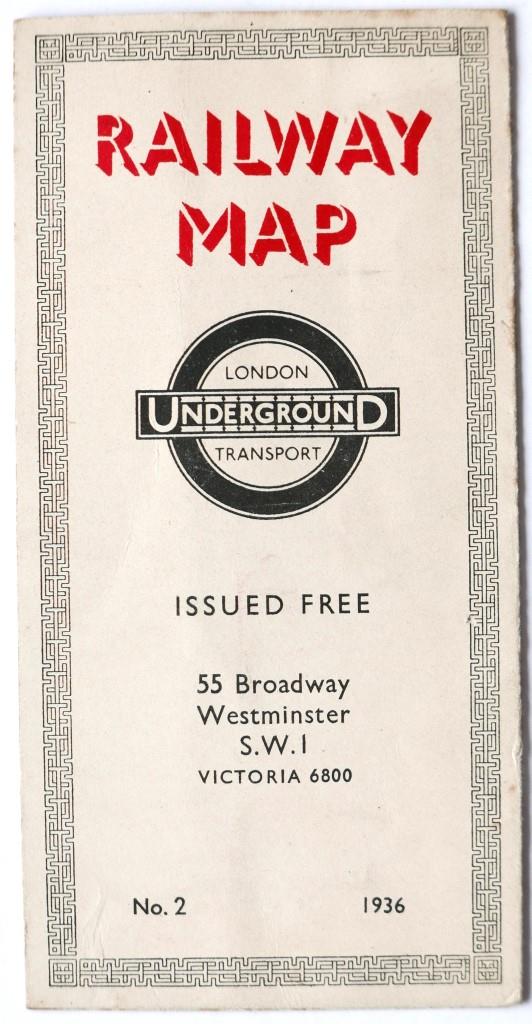 RAILWAY
MAP
LONDON
UNDERGROUND
TRANSPORT
ISSUED FREE
55 Broadway
Westminster
S.W.1
VICTORIA 6800
No. 2 1936